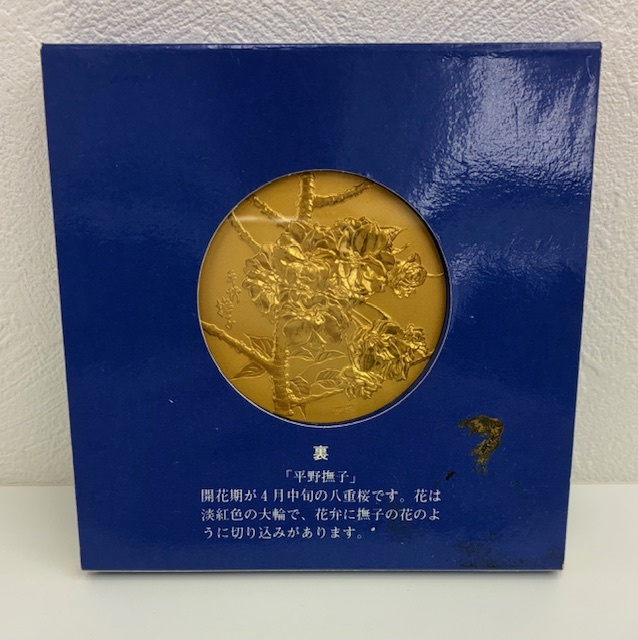 裏
「平野撫子」
開花期が4月中旬の八重桜です。花は
淡紅色の大輪で、花弁に撫子の花のよ
うに切り込みがあります。